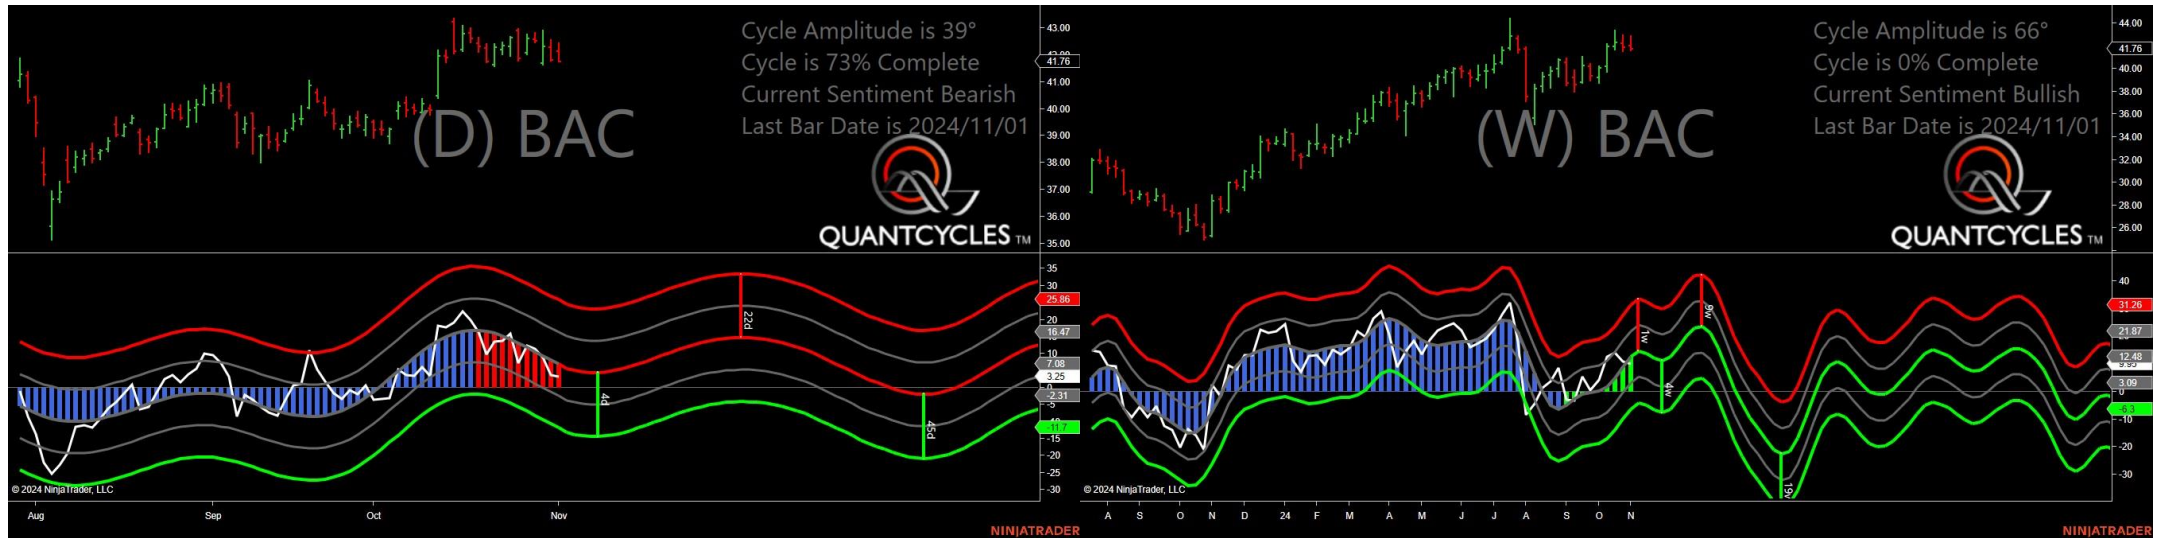 Cycle Amplitude is 39°
Cycle is 73% Complete
Current Sentiment Bearish
Last Bar Date is 2024/11/01
(D) BAC
QUANTCYCLES TM
43.00
42.00
41.76
41.00
40.00
39.00
38.00
37.00
36.00
35.00
35
30
25.86
20
16.47
10
7.08
3.25
0
-2.31
-5
-11.7
-15
-20
-25
-30
22d
4d
45d
© 2024 NinjaTrader, LLC
Aug Sep Oct Nov
NINJATRADER
Cycle Amplitude is 66°
Cycle is 0% Complete
Current Sentiment Bullish
Last Bar Date is 2024/11/01
(W) BAC
QUANTCYCLES TM
44.00
41.76
40.00
38.00
36.00
34.00
32.00
30.00
28.00
26.00
40
31.26
21.87
12.48
9.95
3.09
0
-6.3
-10
-20
-30
1w
9w
4w
© 2024 NinjaTrader, LLC
A S O N D 24 F M A M J J A S O N
NINJATRADER